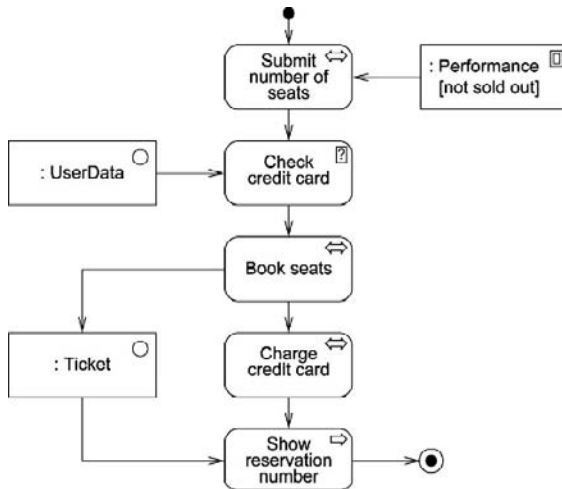 Submit
number of
seats
: Performance
[not sold out]
: UserData
Check
credit card
?
Book seats
: Ticket
Charge
credit card
Show
reservation
number